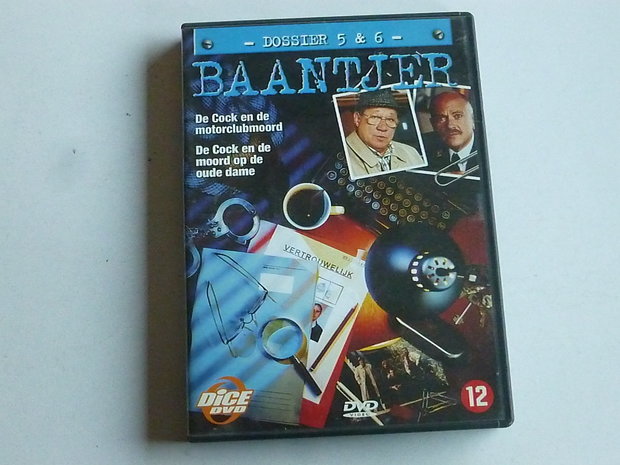 - DOSSIER 5 & 6 -
BAANTJER
De Cock en de
motorclubmoord
De Cock en de
moord op de
oude dame
VERTROUWELIJK
DiCE
DVD
DVD
VIDEO
12